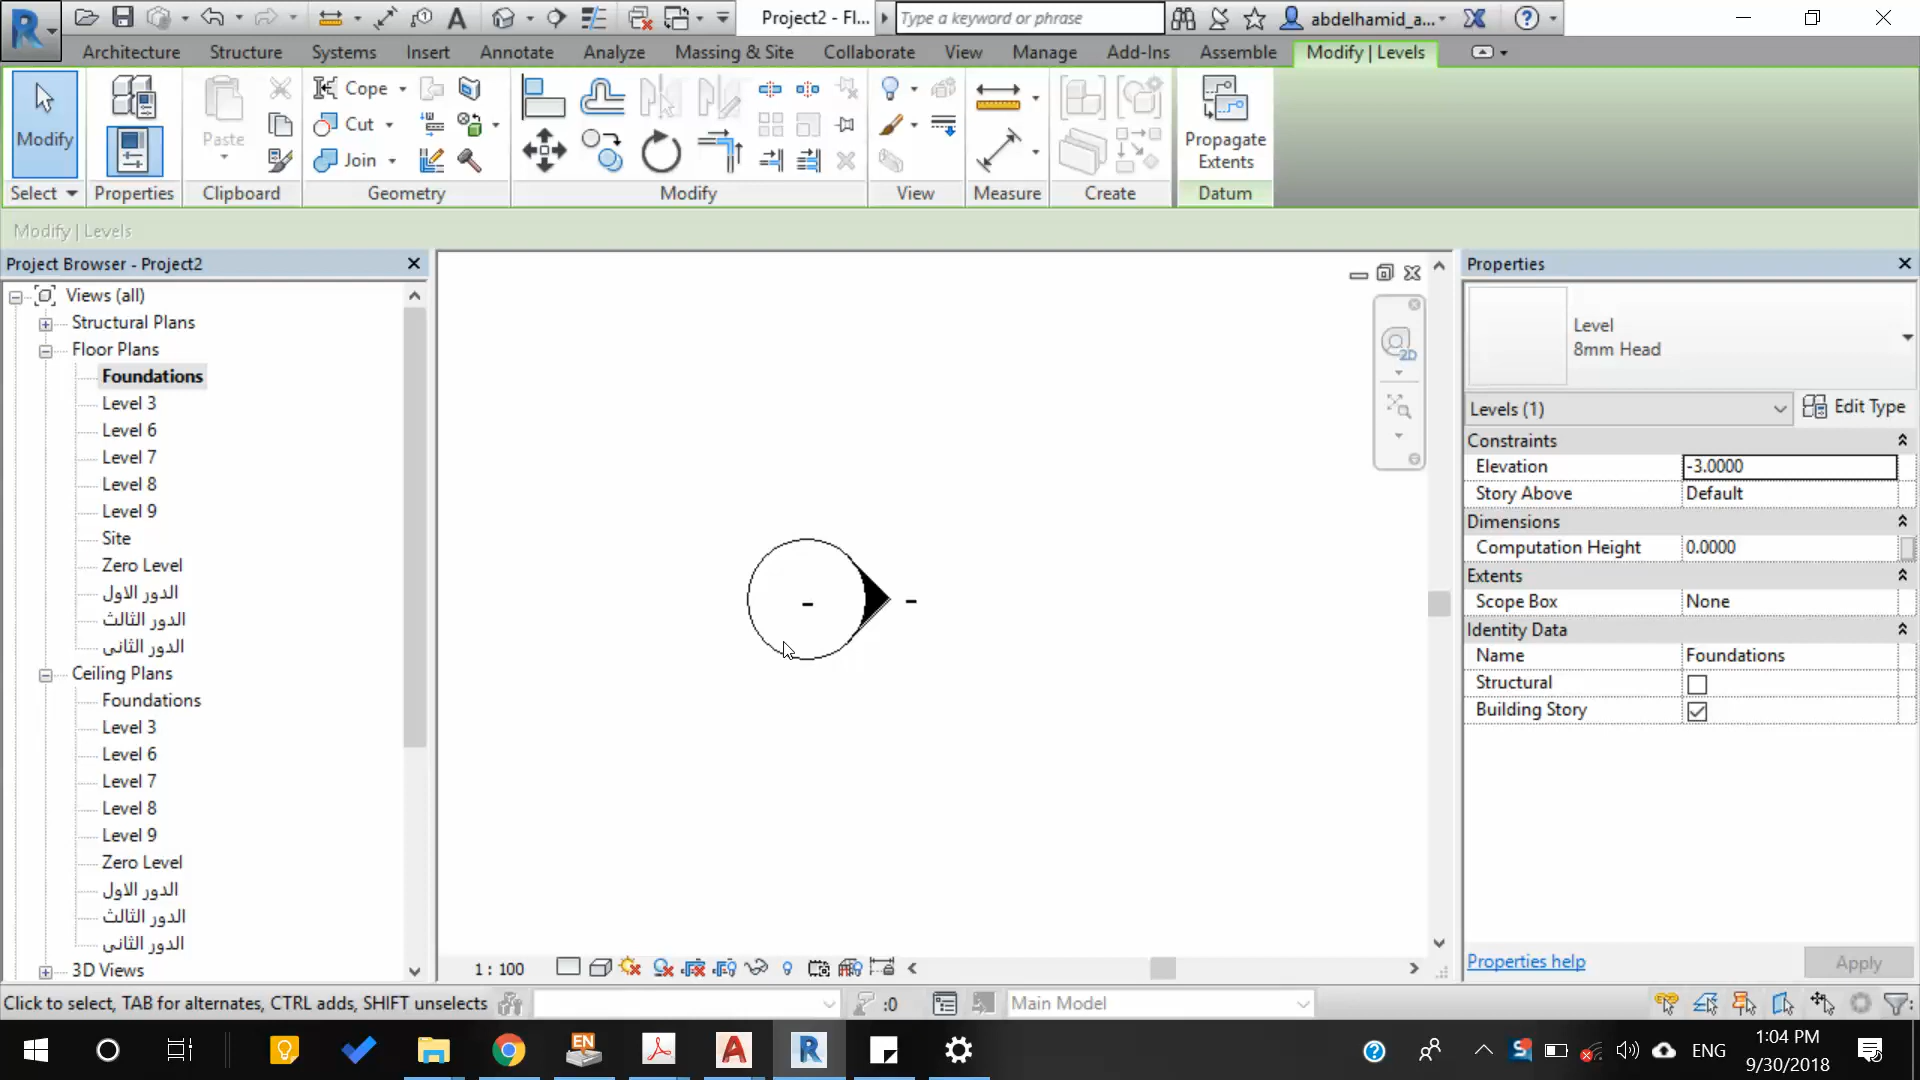 Project2 - Fl...
Type a keyword or phrase
abdelhamid_a...
Architecture
Structure
Systems
Insert
Annotate
Analyze
Massing & Site
Collaborate
View
Manage
Add-Ins
Assemble
Modify | Levels
Modify
Cope
Cut
Join
Paste
Propagate
Extents
Select
Properties
Clipboard
Geometry
Modify
View
Measure
Create
Datum
Modify | Levels
Project Browser - Project2
Views (all)
Structural Plans
Floor Plans
Foundations
Level 3
Level 6
Level 7
Level 8
Level 9
Site
Zero Level
الدور الاول
الدور الثالث
الدور الثانى
Ceiling Plans
Foundations
Level 3
Level 6
Level 7
Level 8
Level 9
Zero Level
الدور الاول
الدور الثالث
الدور الثانى
3D Views
2D
- -
1 : 100
Properties
Level
8mm Head
Levels (1)
Edit Type
Constraints
Elevation -3.0000
Story Above Default
Dimensions
Computation Height 0.0000
Extents
Scope Box None
Identity Data
Name Foundations
Structural
Building Story
Properties help
Apply
Click to select, TAB for alternates, CTRL adds, SHIFT unselects
:0
Main Model
EN
ENG
1:04 PM
9/30/2018